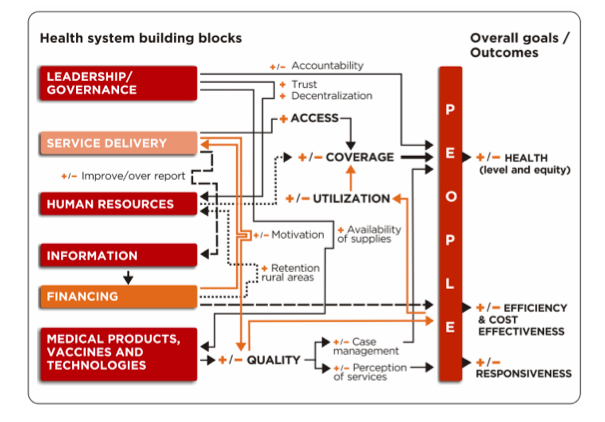 Health system building blocks
Overall goals /
Outcomes
LEADERSHIP/
GOVERNANCE
+/− Accountability
+ Trust
+ Decentralization
SERVICE DELIVERY
+ ACCESS
+/− COVERAGE
+/− Improve/over report
+/− UTILIZATION
HUMAN RESOURCES
+/− Motivation
+ Availability
of supplies
INFORMATION
+ Retention
rural areas
FINANCING
MEDICAL PRODUCTS,
VACCINES AND
TECHNOLOGIES
+/− QUALITY
+/− Case
management
+/− Perception
of services
P
E
O
P
L
E
+/− HEALTH
(level and equity)
+/− EFFICIENCY
& COST
EFFECTIVENESS
+/−
RESPONSIVENESS